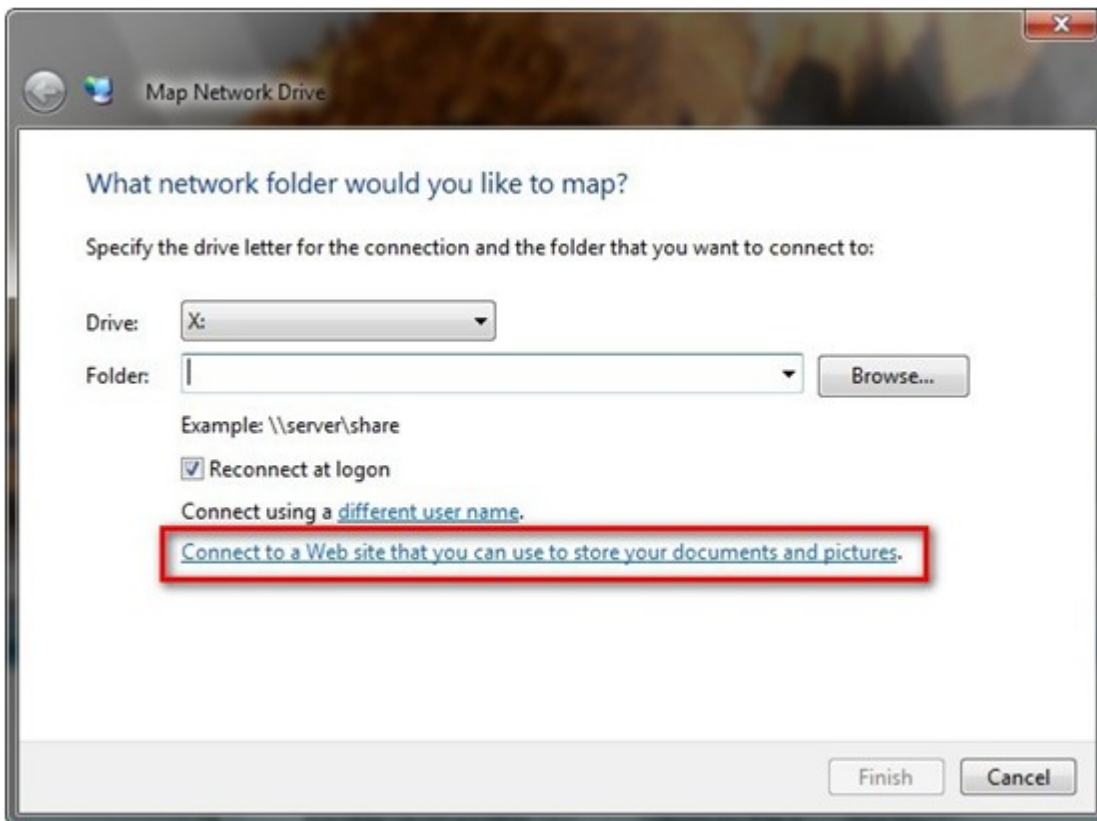 Map Network Drive
What network folder would you like to map?
Specify the drive letter for the connection and the folder that you want to connect to:
Drive: X:
Folder: Browse...
Example: \\server\share
Reconnect at logon
Connect using a different user name.
Connect to a Web site that you can use to store your documents and pictures.
Finish Cancel